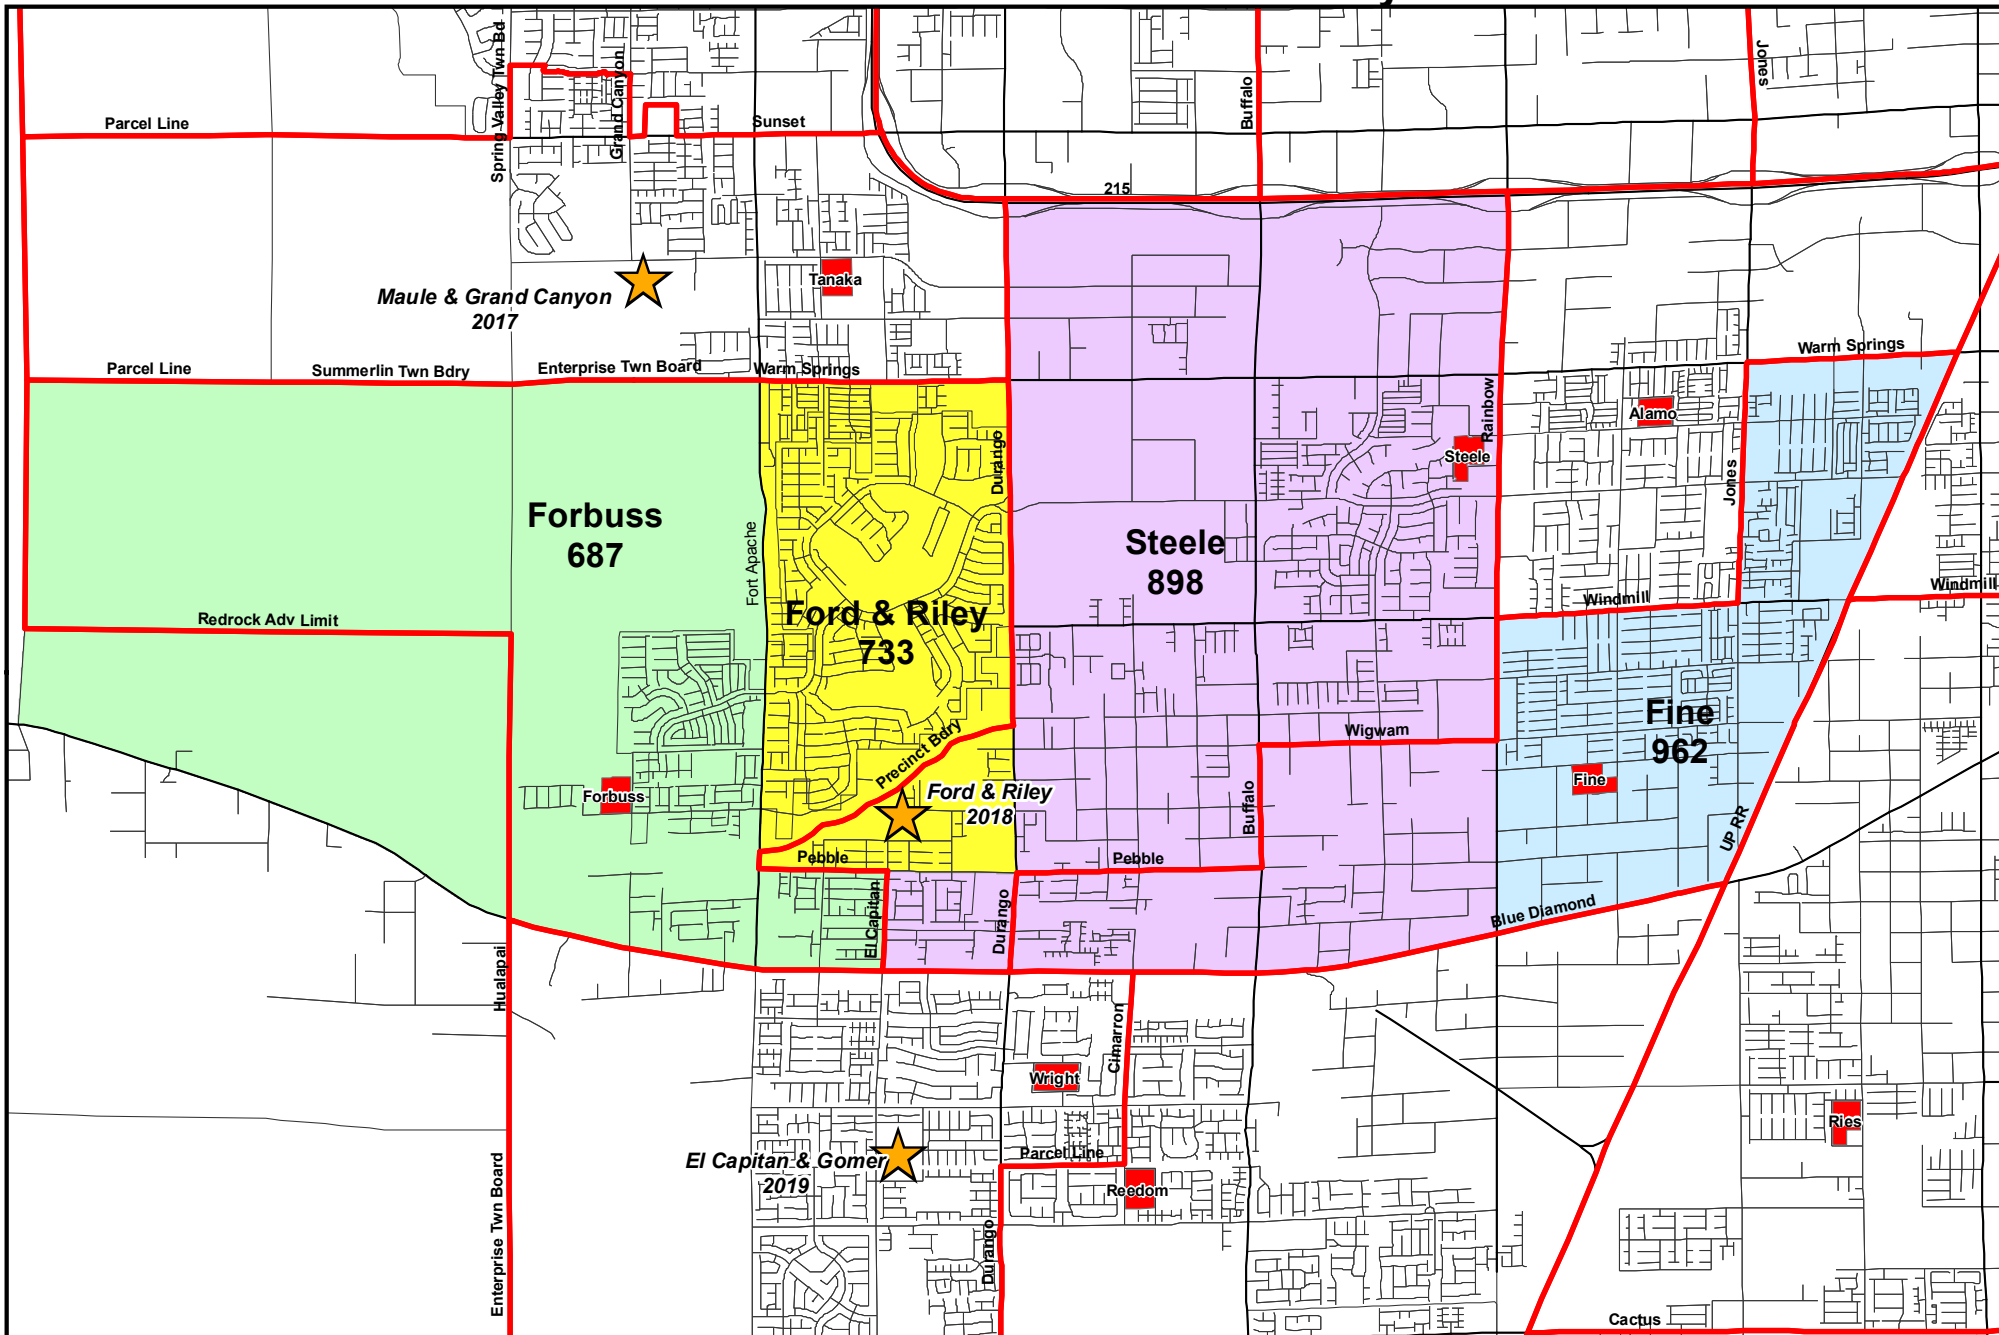 Spring Valley Twn Bd
Grand Canyon
Buffalo
Jones
Parcel Line
Sunset
215
Maule & Grand Canyon
2017
Tanaka
Parcel Line
Summerlin Twn Bdry
Enterprise Twn Board
Warm Springs
Warm Springs
Rainbow
Alamo
Durango
Steele
Jones
Forbuss
687
Fort Apache
Steele
898
Ford & Riley
733
Redrock Adv Limit
Windmill
Windmill
Precinct Bdry
Wigwam
Fine
962
Forbuss
Ford & Riley
2018
Buffalo
Fine
UP RR
Pebble
Pebble
El Capitan
Durango
Blue Diamond
Hualapai
Cimarron
Wright
Ries
El Capitan & Gomer
2019
Parcel Line
Reedom
Enterprise Twn Board
Durango
Cactus